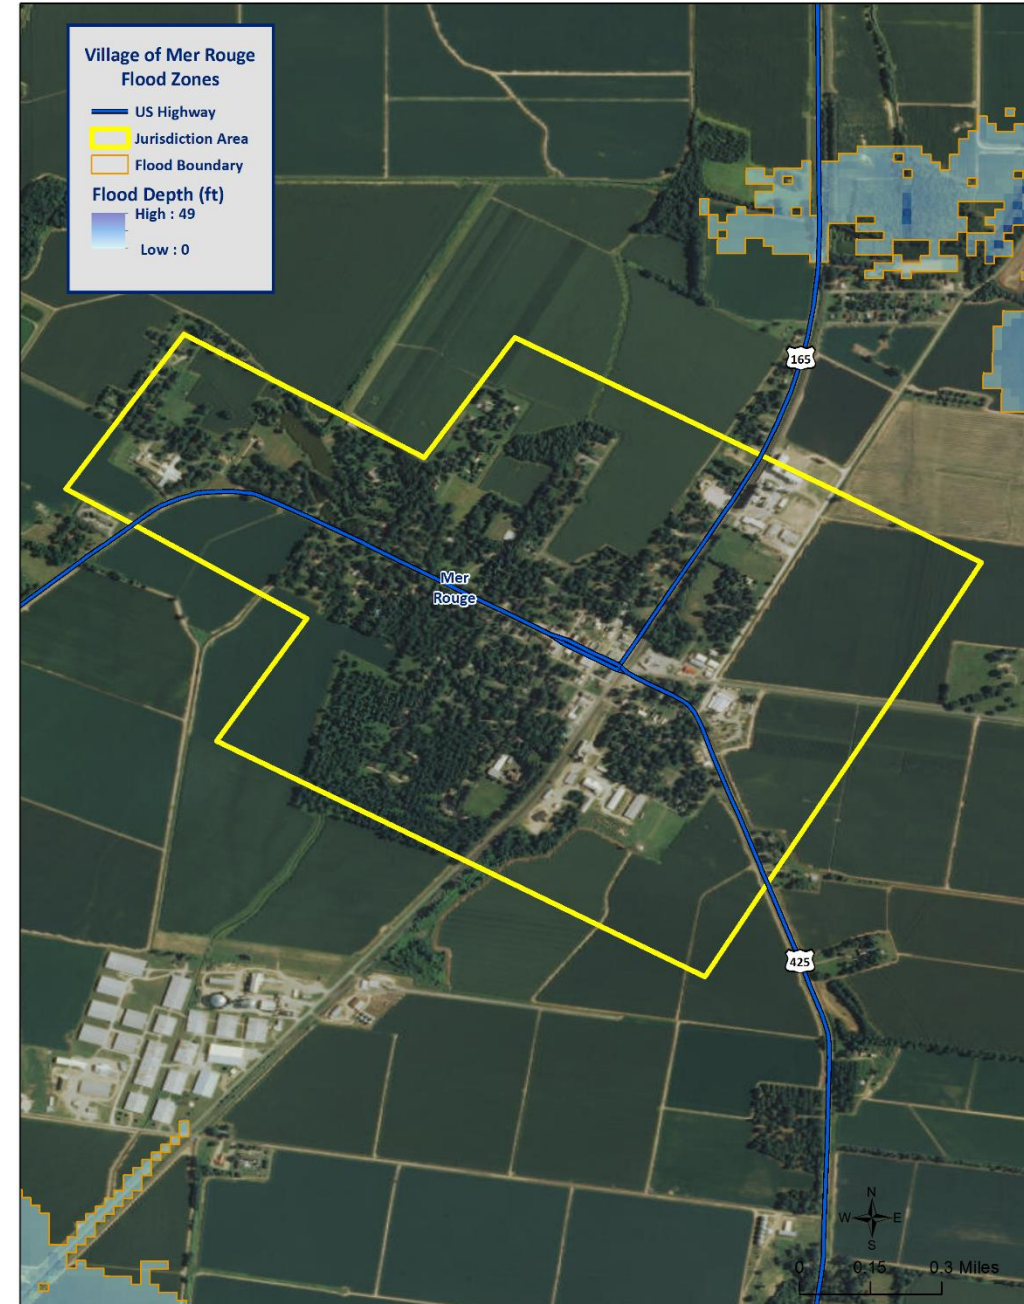 Village of Mer Rouge
Flood Zones
US Highway
Jurisdiction Area
Flood Boundary
Flood Depth (ft)
High : 49
Low : 0
165
Mer
Rouge
425
N
W E
S
0 0.15 0.3 Miles